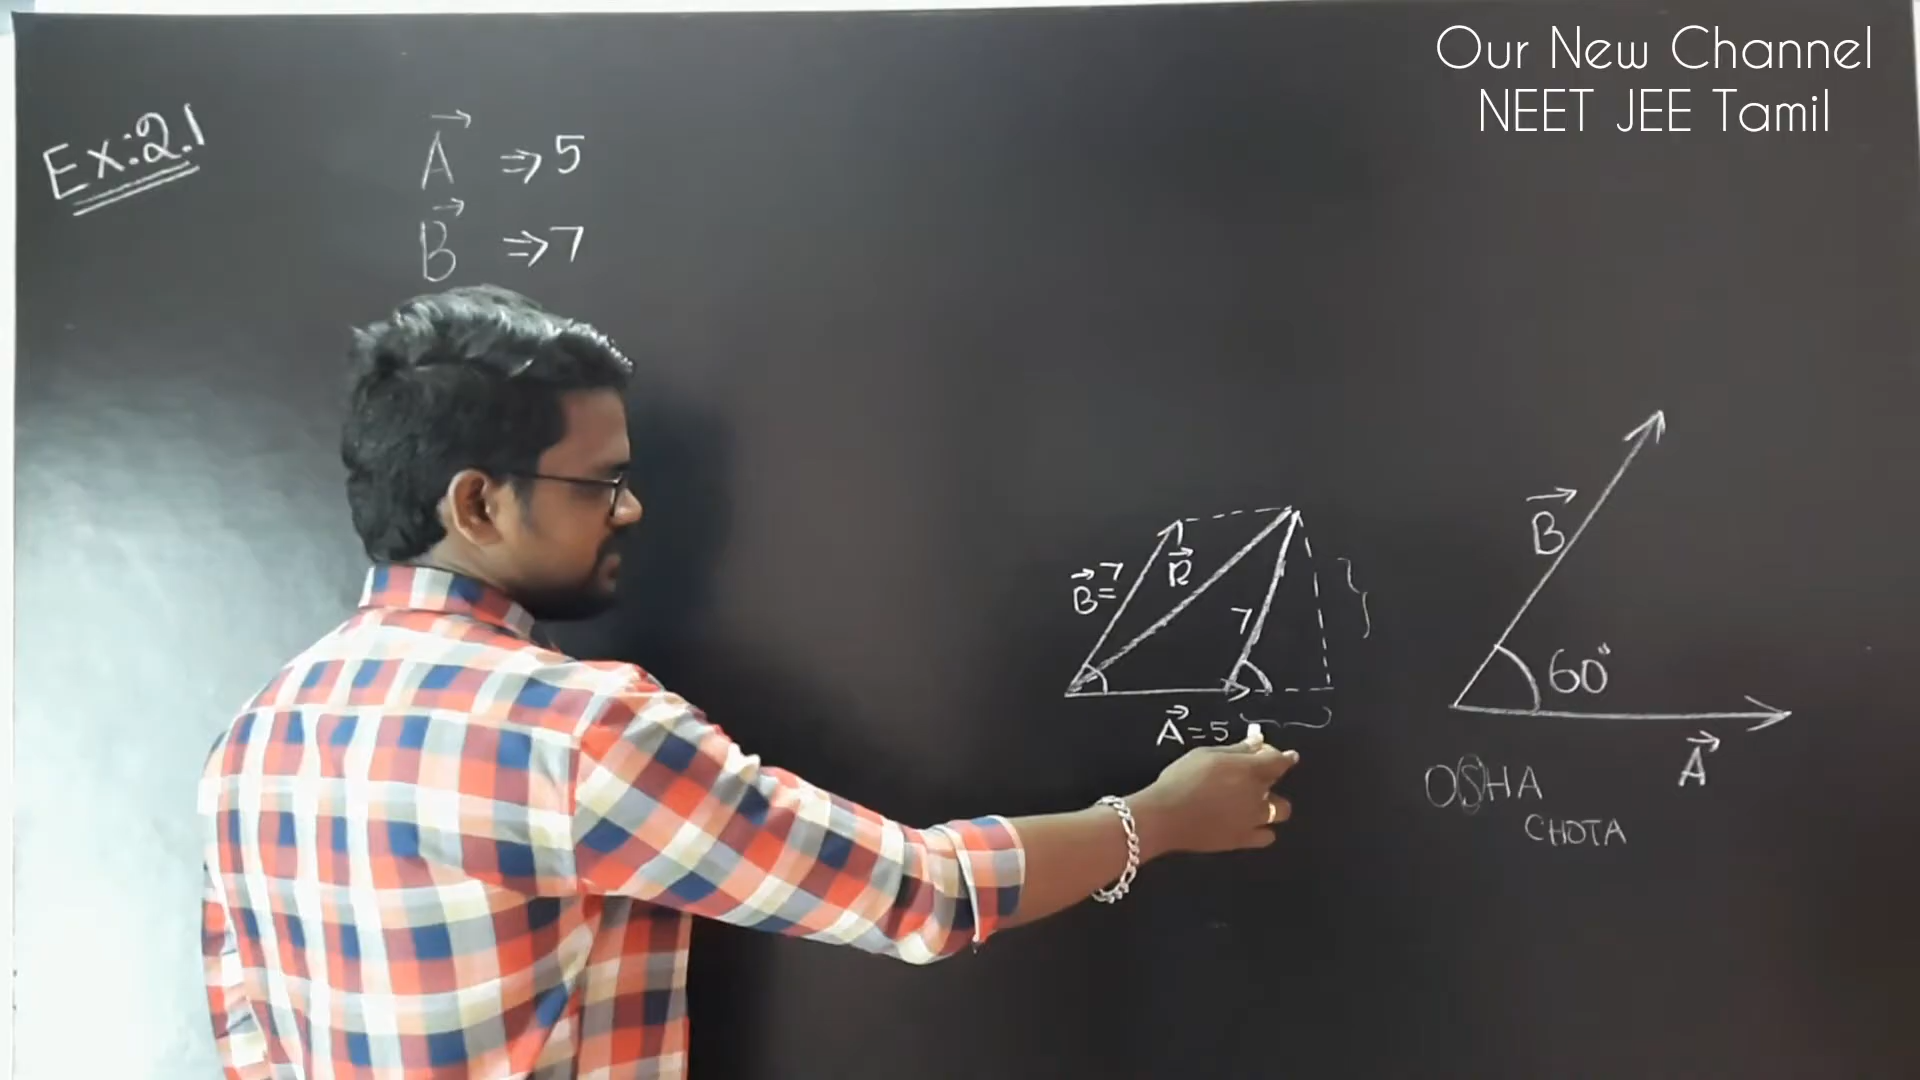 Our New Channel
NEET JEE Tamil
Ex:2.1
A ⇒ 5
B ⇒ 7
B = 7
R
7
A = 5
B
60°
A
OSHA
CHOTA